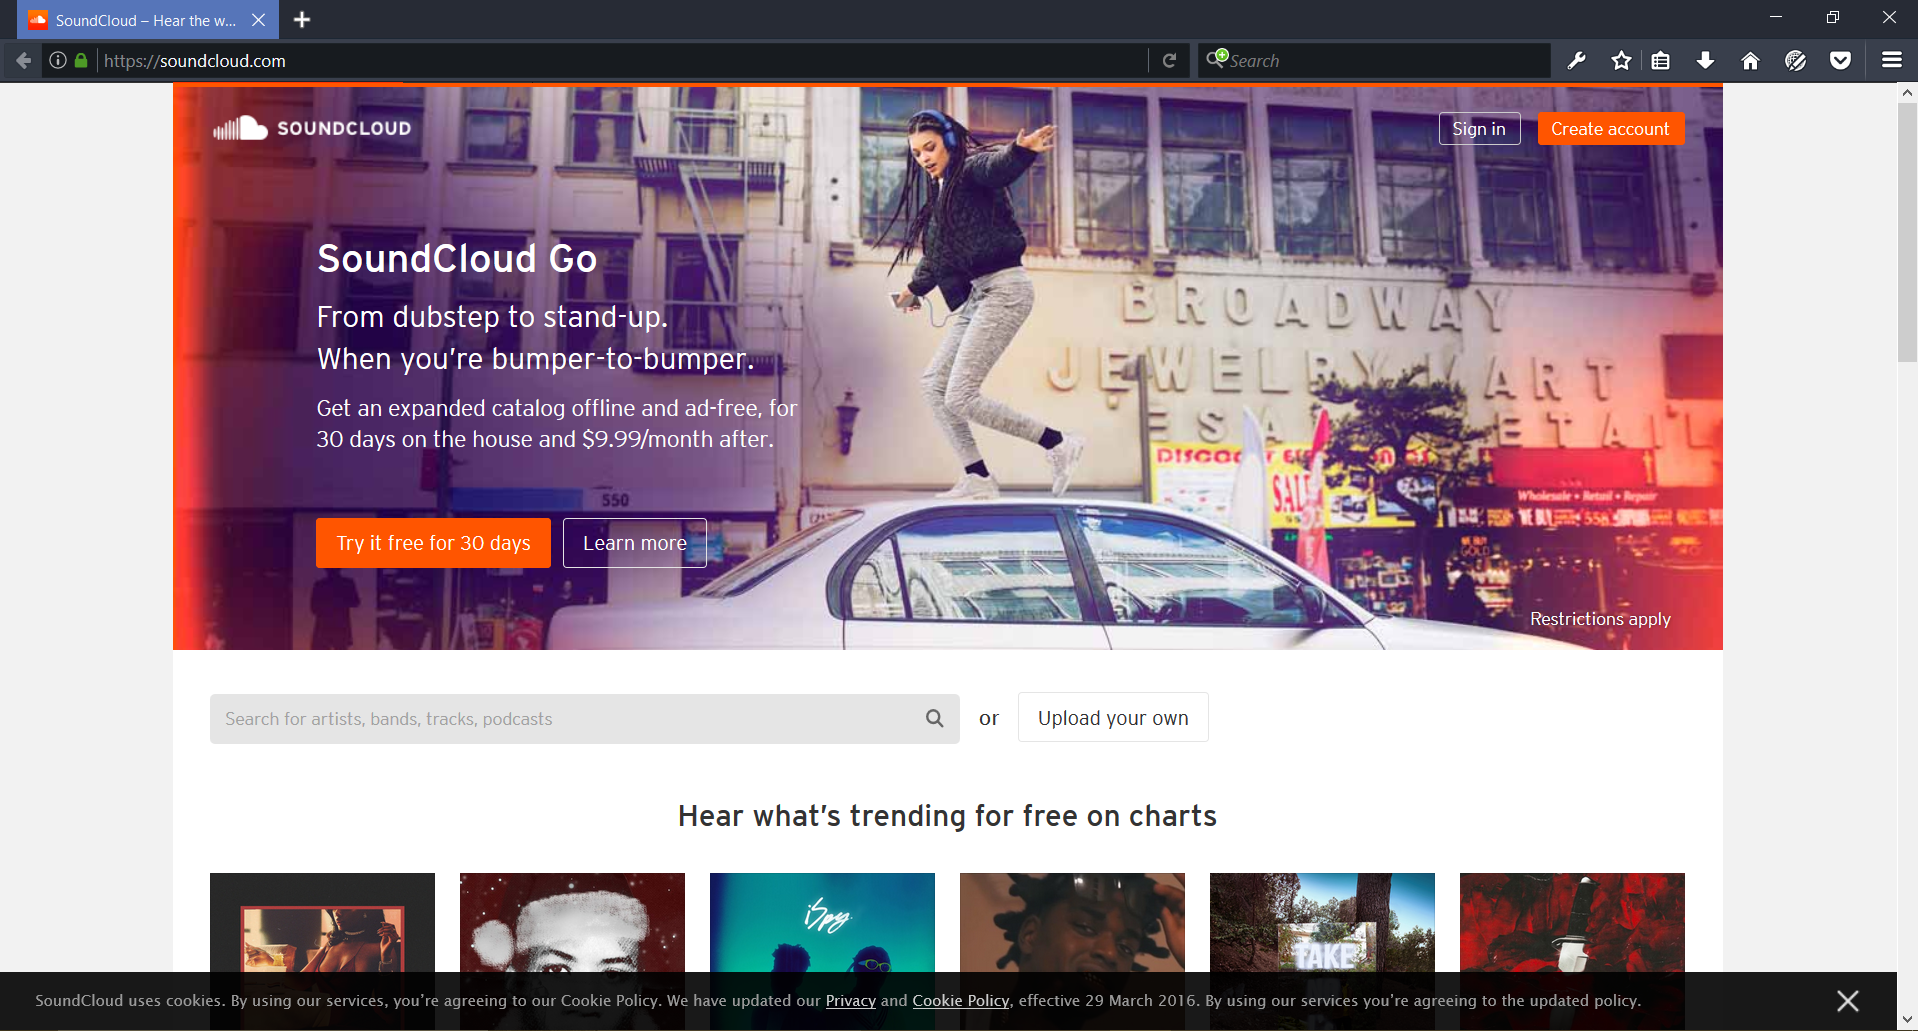 SoundCloud – Hear the w...
https://soundcloud.com
Search
SOUNDCLOUD
Sign in
Create account
SoundCloud Go
From dubstep to stand-up.
When you're bumper-to-bumper.
Get an expanded catalog offline and ad-free, for
30 days on the house and $9.99/month after.
BROADWAY
JEWELRY MART
SALE
Wholesale • Retail • Repair
550
Try it free for 30 days
Learn more
Restrictions apply
Search for artists, bands, tracks, podcasts
or
Upload your own
Hear what's trending for free on charts
iSpy
TAKE
SoundCloud uses cookies. By using our services, you're agreeing to our Cookie Policy. We have updated our Privacy and Cookie Policy, effective 29 March 2016. By using our services you're agreeing to the updated policy.